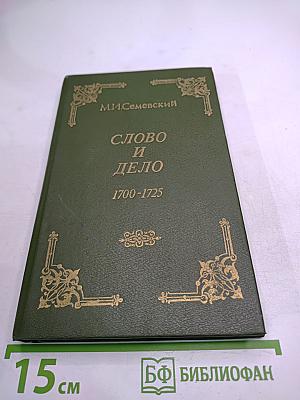 М.И.Семевский
СЛОВО
И
ДЕЛО
1700-1725
15 см
БФ БИБЛИОФАН